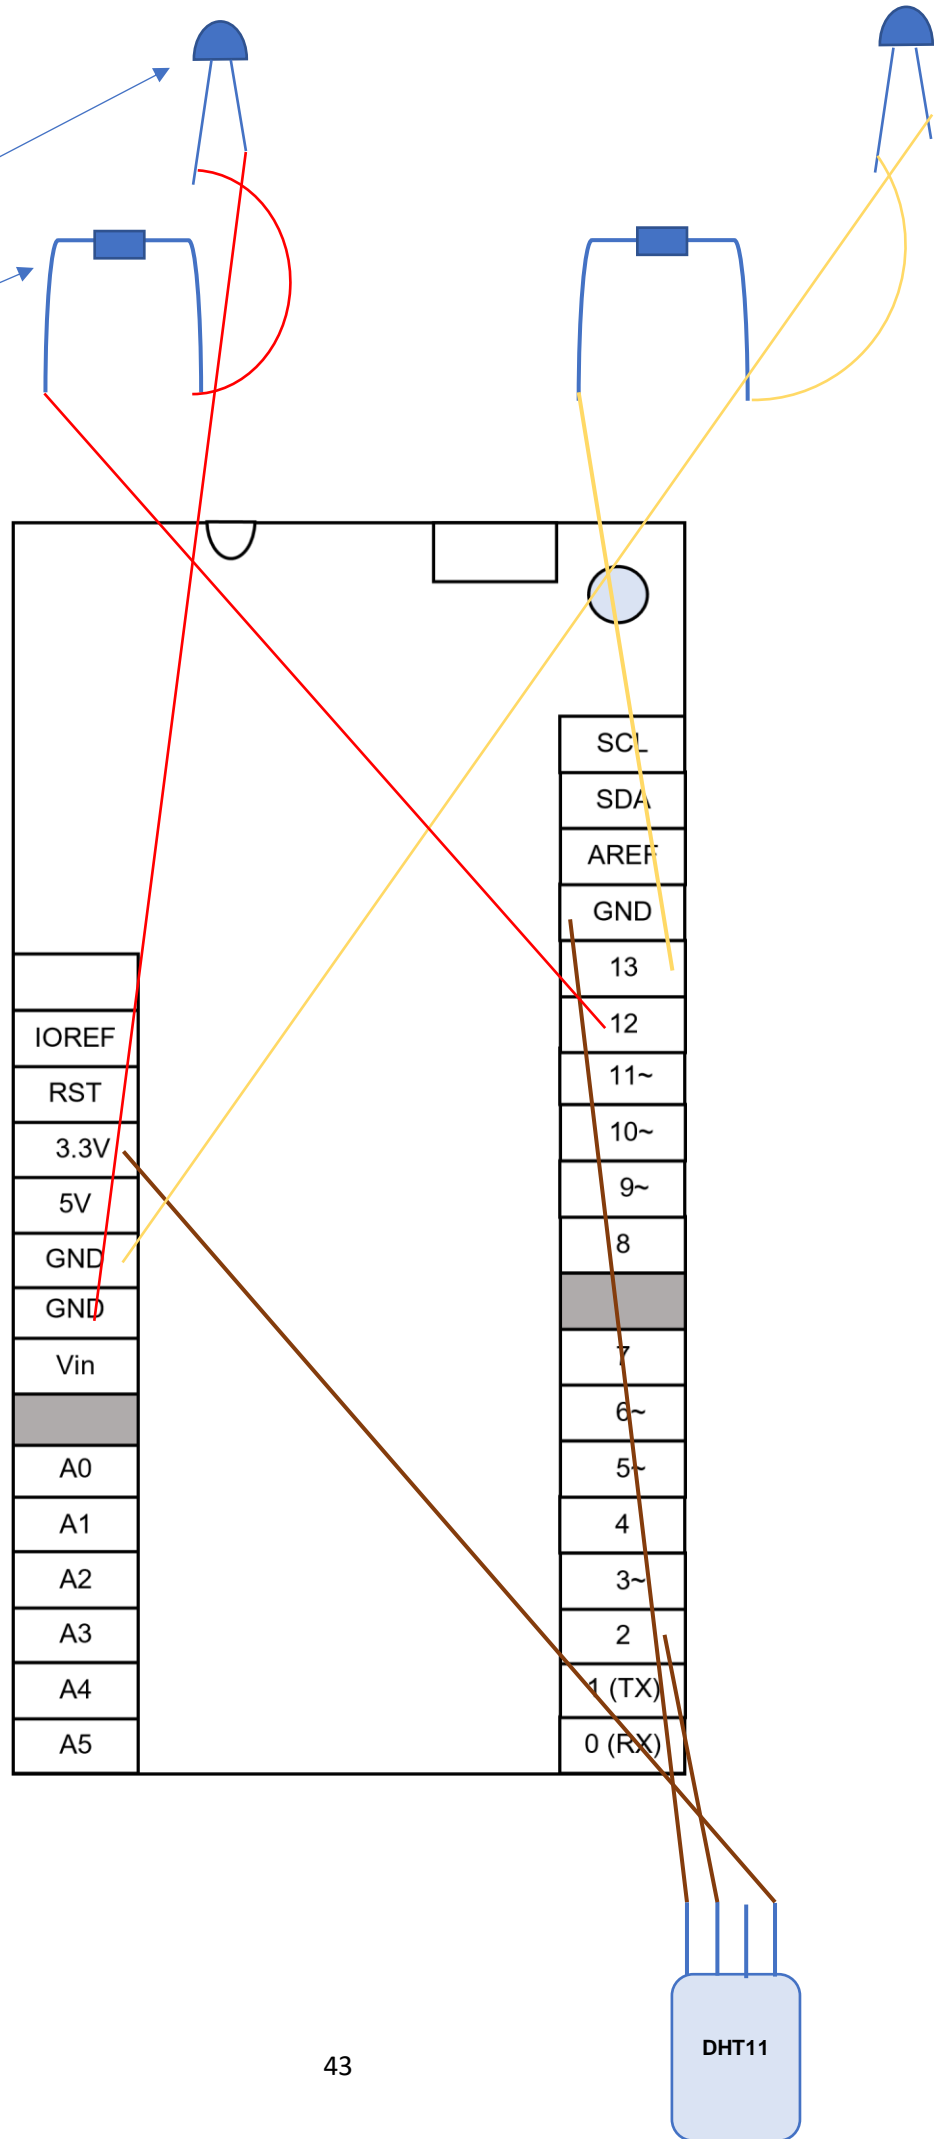 SCL
SDA
AREF
GND
13
12
11~
10~
9~
8
7
6~
5~
4
3~
2
1 (TX)
0 (RX)
IOREF
RST
3.3V
5V
GND
GND
Vin
A0
A1
A2
A3
A4
A5
DHT11
43